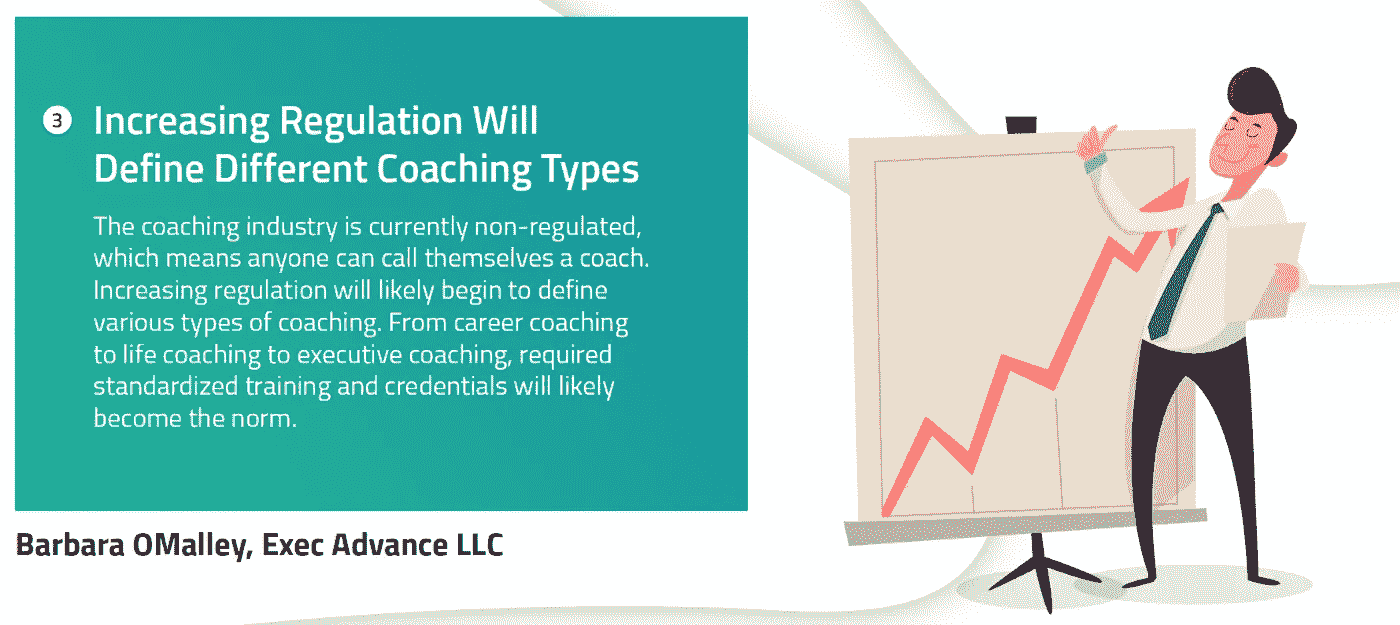 3
Increasing Regulation Will
Define Different Coaching Types
The coaching industry is currently non-regulated,
which means anyone can call themselves a coach.
Increasing regulation will likely begin to define
various types of coaching. From career coaching
to life coaching to executive coaching, required
standardized training and credentials will likely
become the norm.
Barbara OMalley, Exec Advance LLC